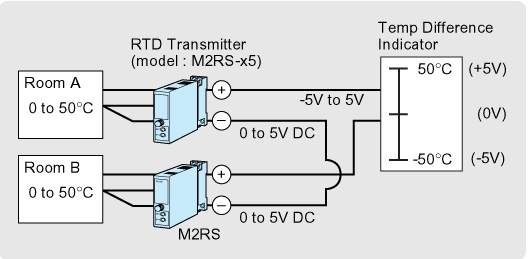 RTD Transmitter
(model : M2RS-x5)
Temp Difference
Indicator
Room A
0 to 50°C
+
−
-5V to 5V
0 to 5V DC
50°C (+5V)
(0V)
-50°C (-5V)
Room B
0 to 50°C
+
−
0 to 5V DC
M2RS